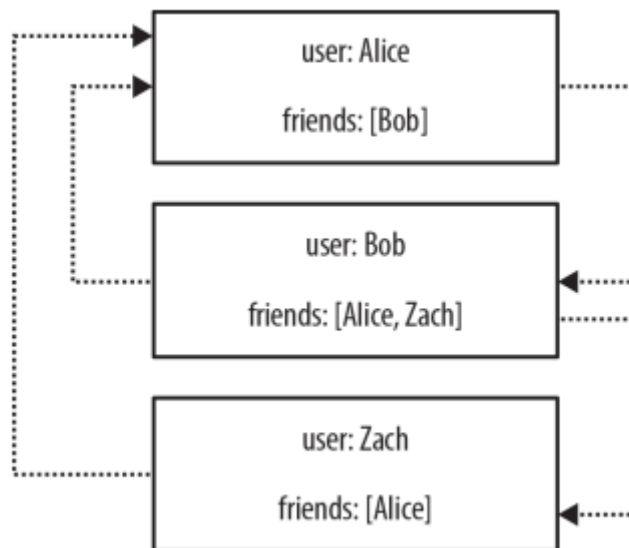 user: Alice
friends: [Bob]
user: Bob
friends: [Alice, Zach]
user: Zach
friends: [Alice]